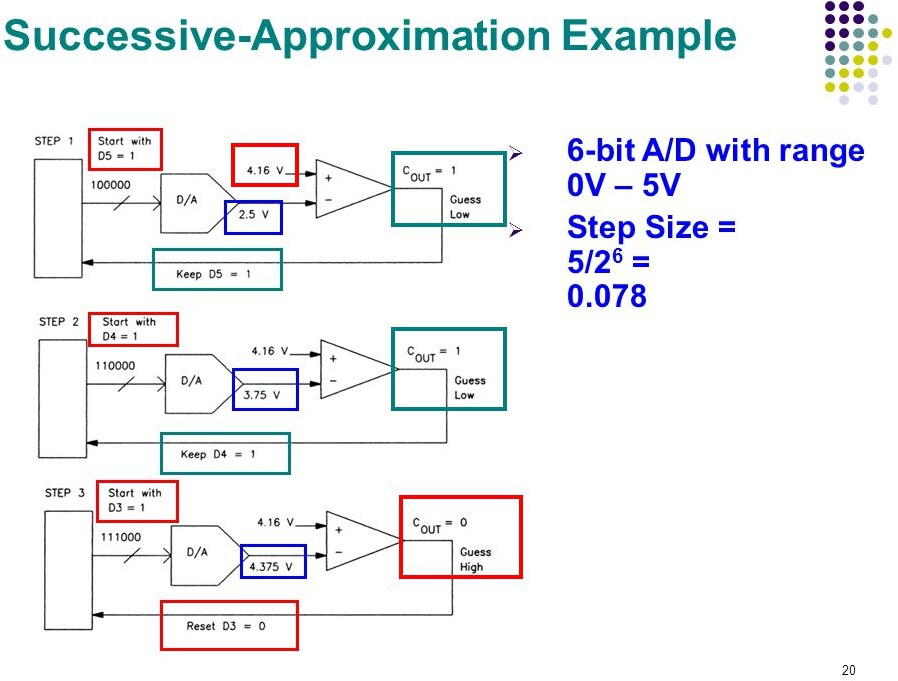 Successive-Approximation Example
STEP 1
Start with
D5 = 1
100000
D/A
4.16 V
2.5 V
+
−
COUT = 1
Guess
Low
Keep D5 = 1
STEP 2
Start with
D4 = 1
110000
D/A
4.16 V
3.75 V
+
−
COUT = 1
Guess
Low
Keep D4 = 1
STEP 3
Start with
D3 = 1
111000
D/A
4.16 V
4.375 V
+
−
COUT = 0
Guess
High
Reset D3 = 0
6-bit A/D with range
0V – 5V
Step Size =
5/2⁶ =
0.078
20